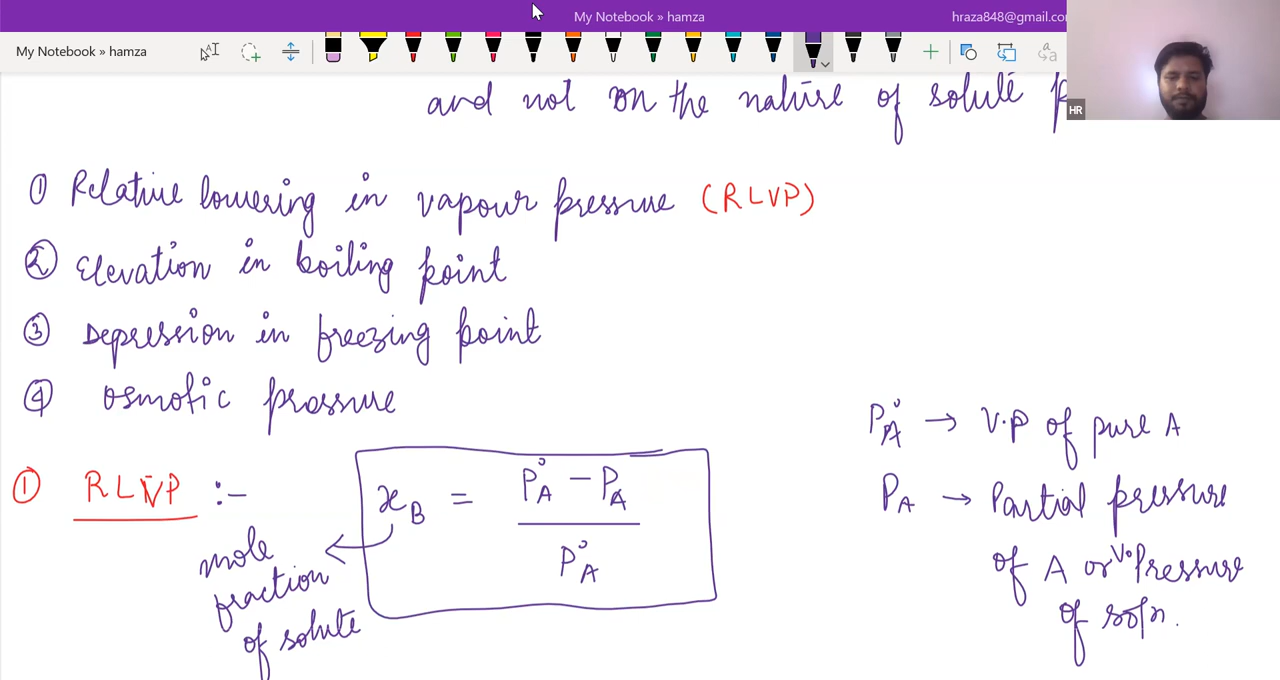 My Notebook » hamza
hraza848@gmail.co
My Notebook » hamza
HR
and not on the nature of solute
① Relative lowering in vapour pressure (RLVP)
② Elevation in boiling point
③ Depression in freezing point
④ Osmotic pressure
P°A → V.P of pure A
① RLVP :-
xB = P°A - PA
P°A
PA → Partial pressure
of A or V. Pressure
of soln.
mole
fraction
of solute